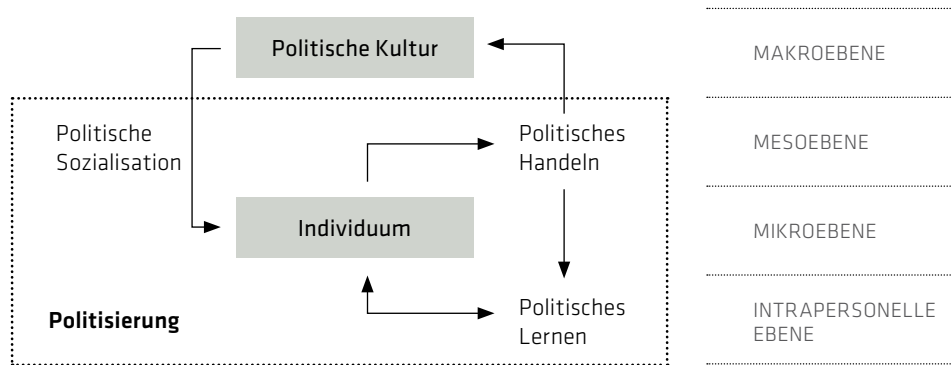 Politische Kultur
MAKROEBENE
Politische
Sozialisation
Politisches
Handeln
MESOEBENE
Individuum
MIKROEBENE
Politisierung
Politisches
Lernen
INTRAPERSONELLE
EBENE